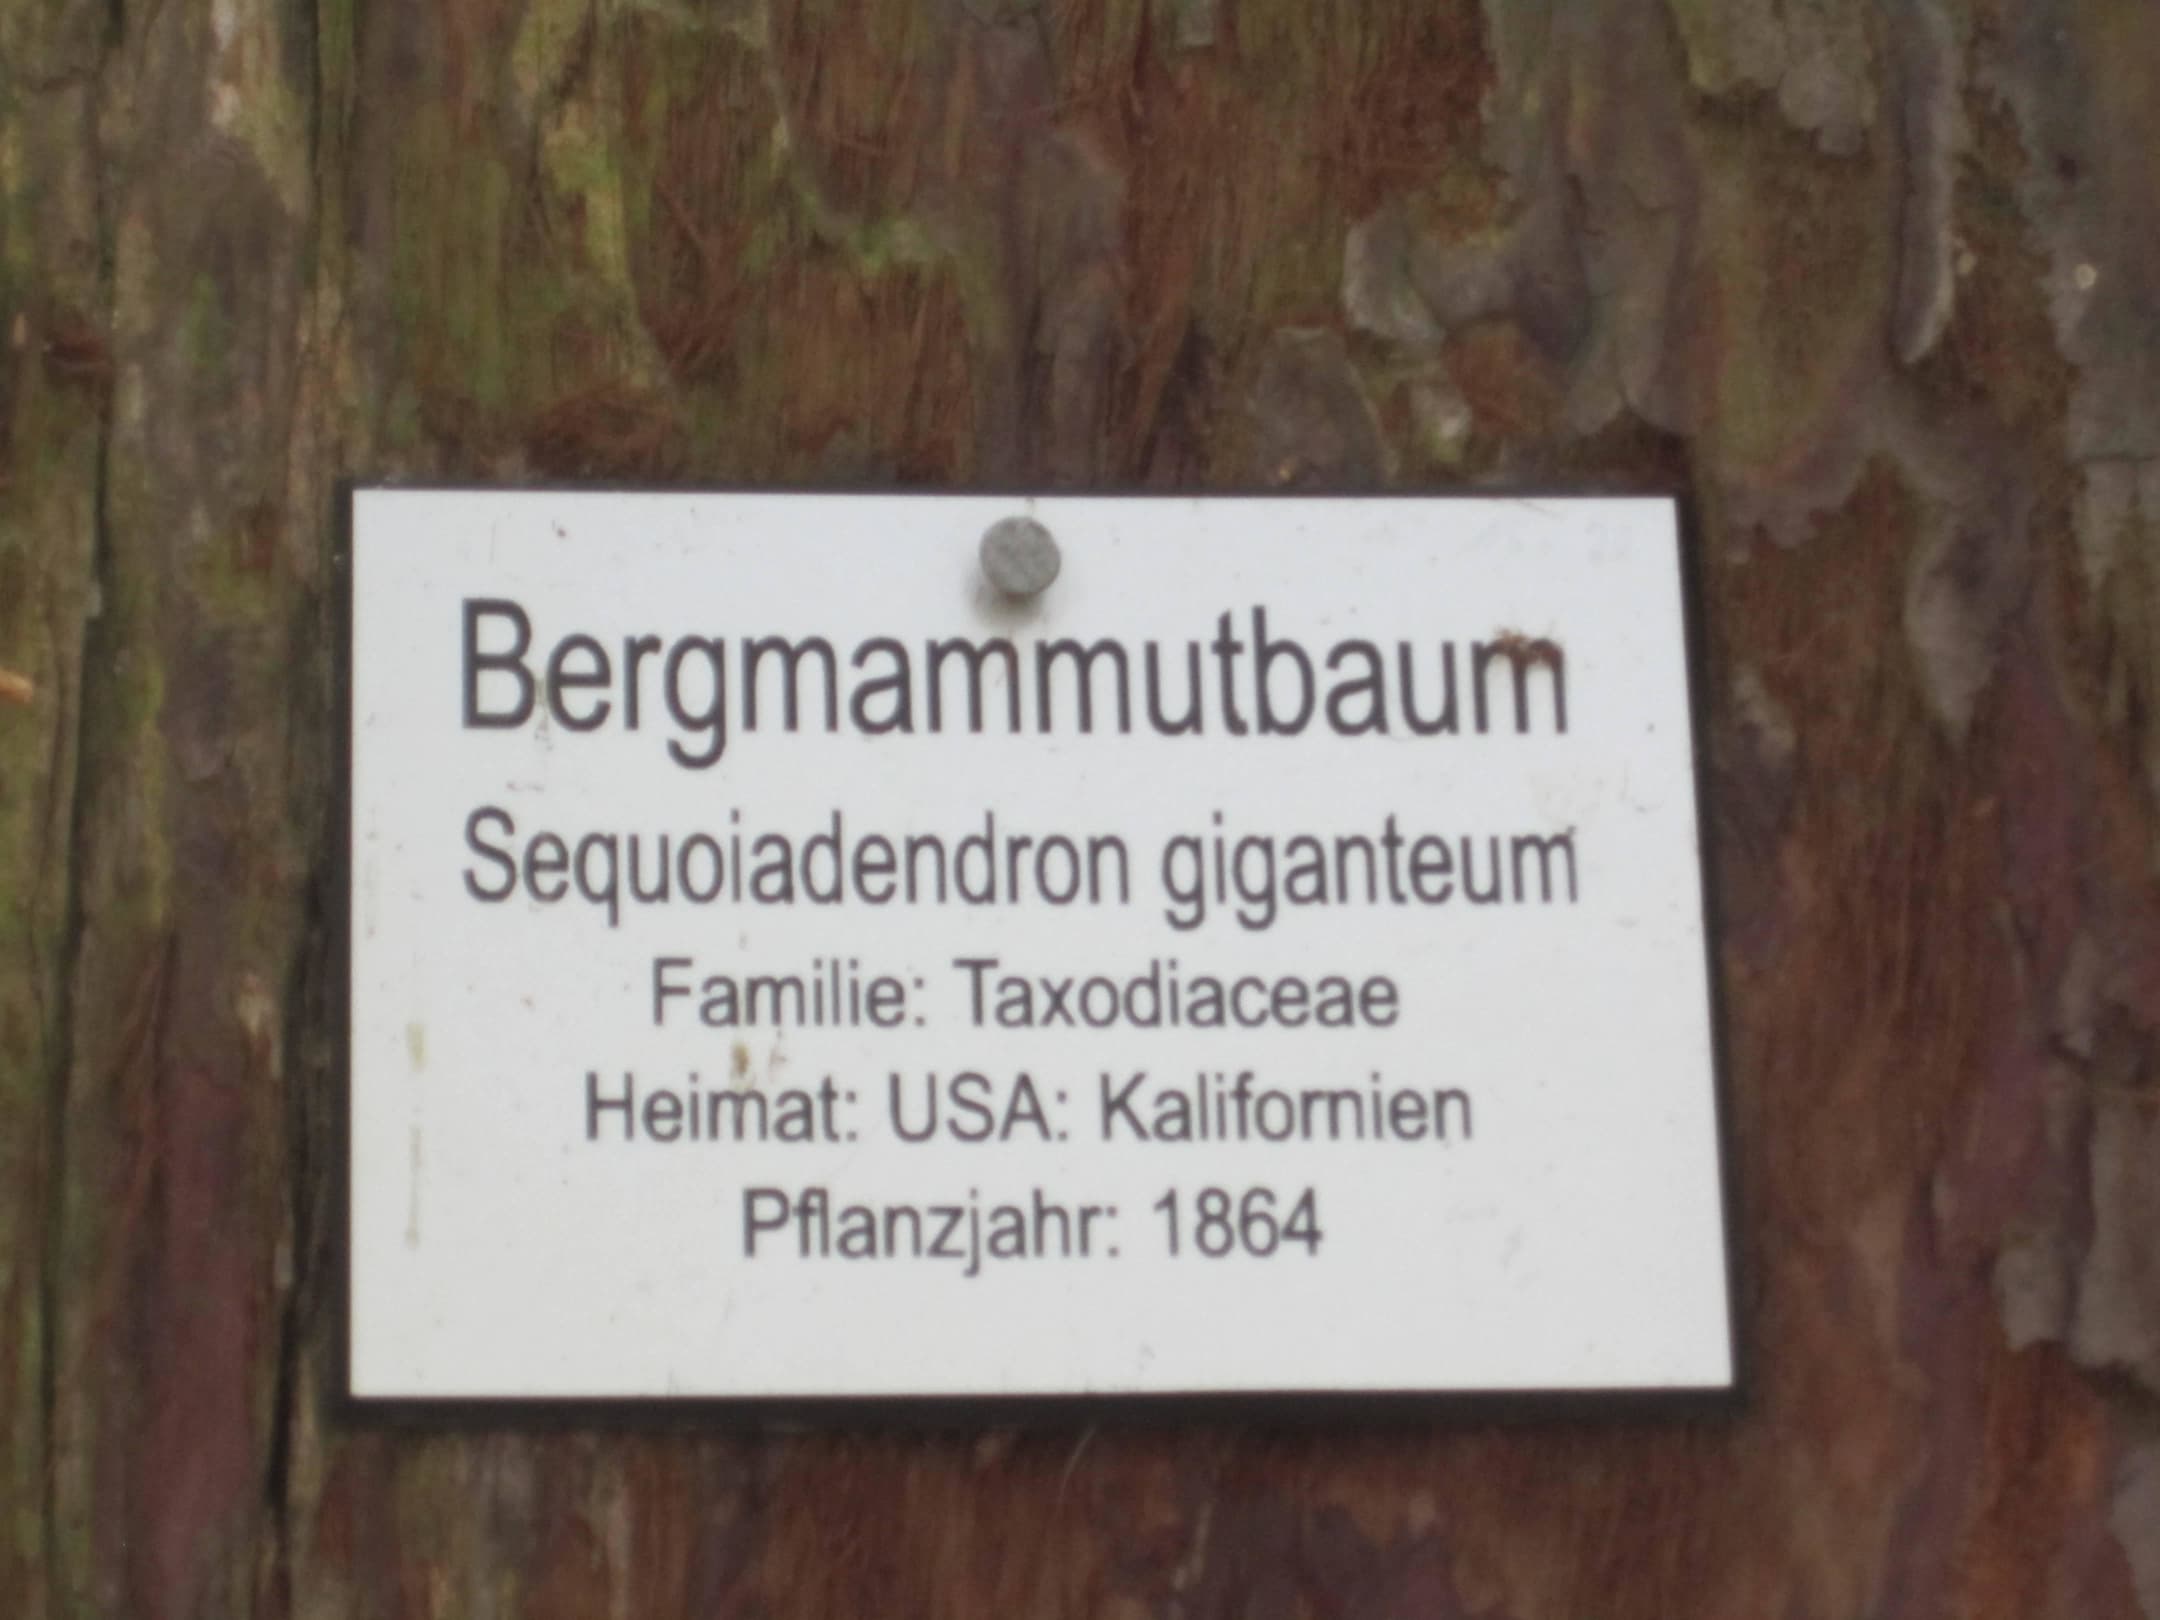 Bergmammutbaum
Sequoiadendron giganteum
Familie: Taxodiaceae
Heimat: USA: Kalifornien
Pflanzjahr: 1864